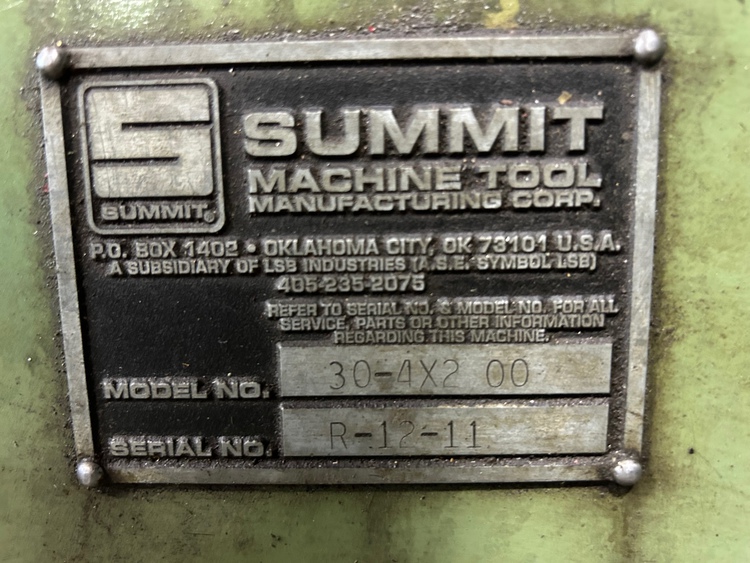 SUMMIT®
SUMMIT
MACHINE TOOL
MANUFACTURING CORP.
P.O. BOX 1402 • OKLAHOMA CITY, OK 73101 U.S.A.
A SUBSIDIARY OF LSB INDUSTRIES (A.S.E. SYMBOL LSB)
405-235-2075
REFER TO SERIAL NO. & MODEL NO. FOR ALL
SERVICE, PARTS OR OTHER INFORMATION
REGARDING THIS MACHINE.
MODEL NO. 30-4X2 00
SERIAL NO. R-12-11